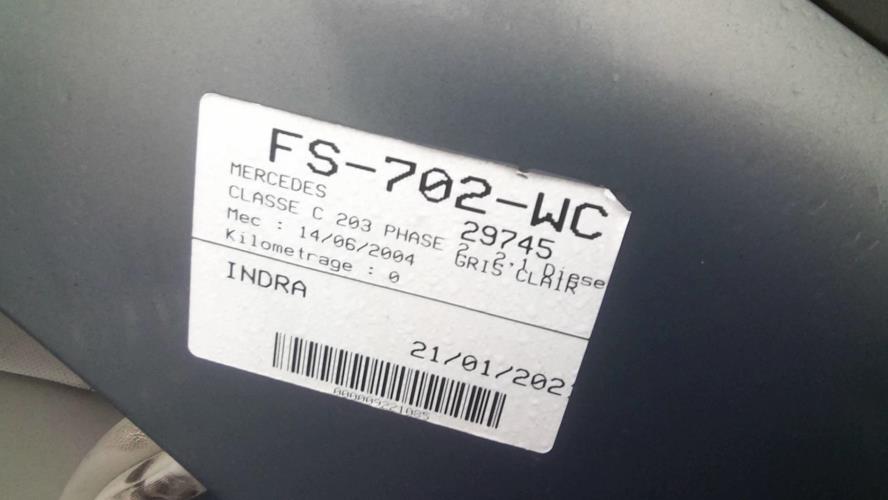 FS-702-WC
MERCEDES 29745
CLASSE C 203 PHASE 2 2.1 Diese
Mec : 14/06/2004 GRIS CLAIR
Kilometrage : 0
INDRA
21/01/202